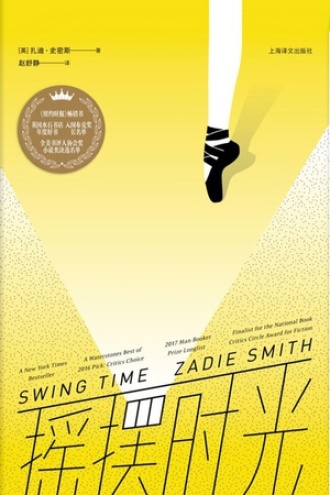 [英] 扎迪·史密斯——著
赵舒静——译
上海译文出版社
《纽约时报》畅销书
英国水石书店 入围布克奖
年度好书 长名单
全美书评人协会奖
小说类决选名单
A New York Times
Bestseller
A Waterstones Best of
2016 Pick: Critics Choice
2017 Man Booker
Prize Longlist
Finalist for the National Book
Critics Circle Award for Fiction
SWING TIME ZADIE SMITH
摇摆时光